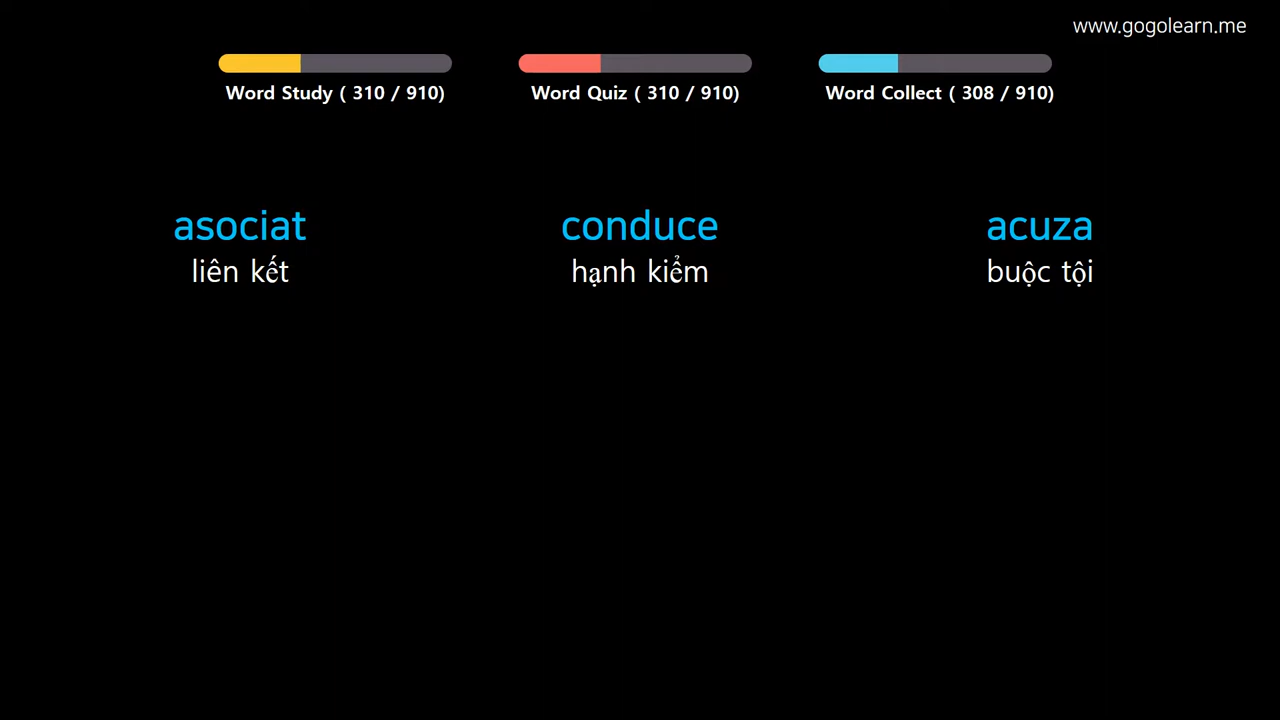 www.gogolearn.me
Word Study ( 310 / 910)
Word Quiz ( 310 / 910)
Word Collect ( 308 / 910)
asociat
liên kết
conduce
hạnh kiểm
acuza
buộc tội